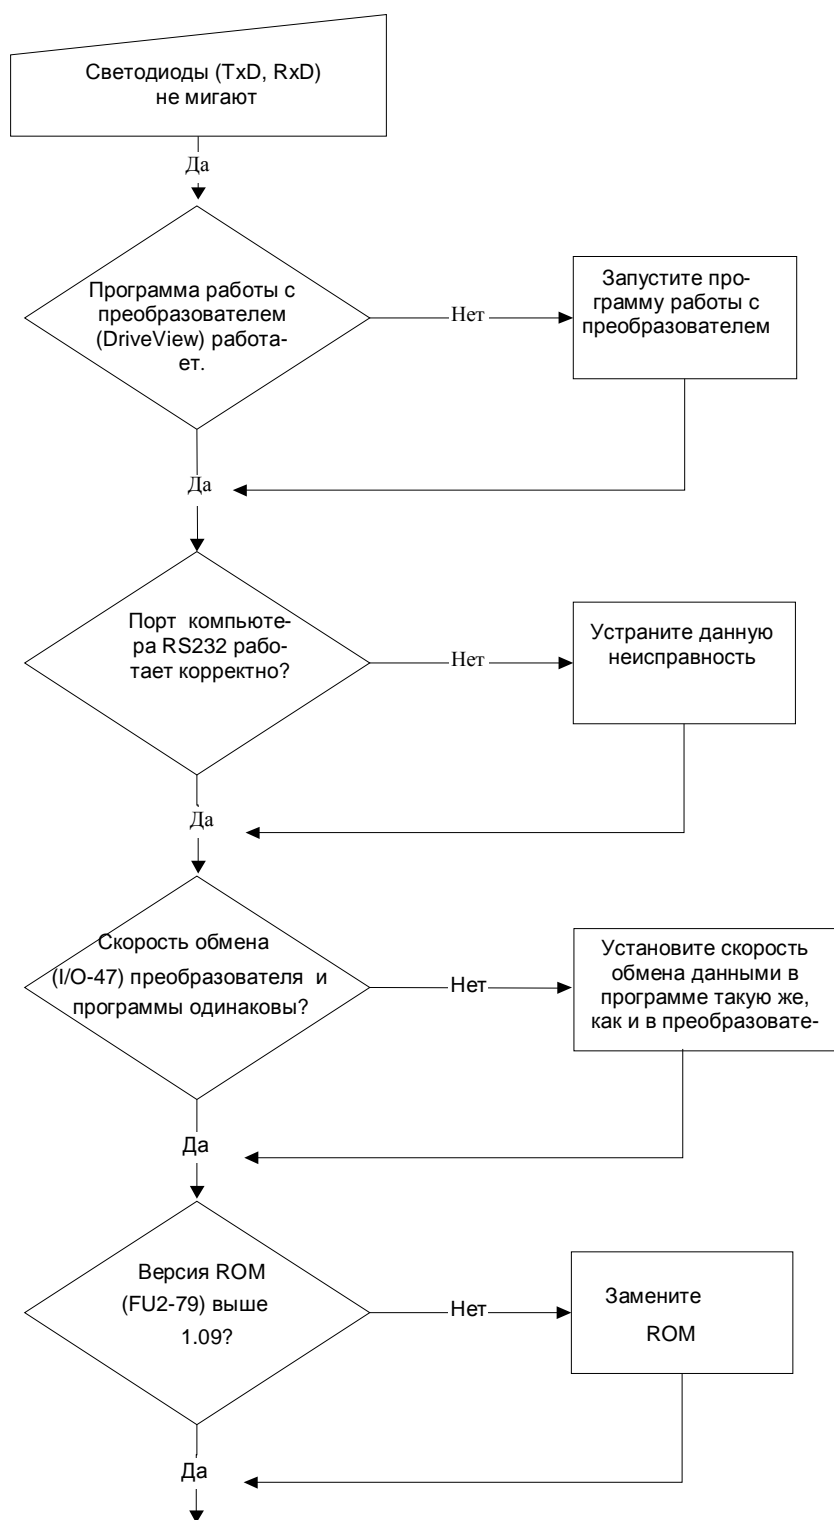 Светодиоды (TxD, RxD)
не мигают
Да
Программа работы с
преобразователем
(DriveView) работа-
ет.
Нет
Запустите про-
грамму работы с
преобразователем
Да
Порт компьюте-
ра RS232 рабо-
тает корректно?
Нет
Устраните данную
неисправность
Да
Скорость обмена
(I/O-47) преобразователя и
программы одинаковы?
Нет
Установите скорость
обмена данными в
программе такую же,
как и в преобразовате-
Да
Версия ROM
(FU2-79) выше
1.09?
Нет
Замените
ROM
Да